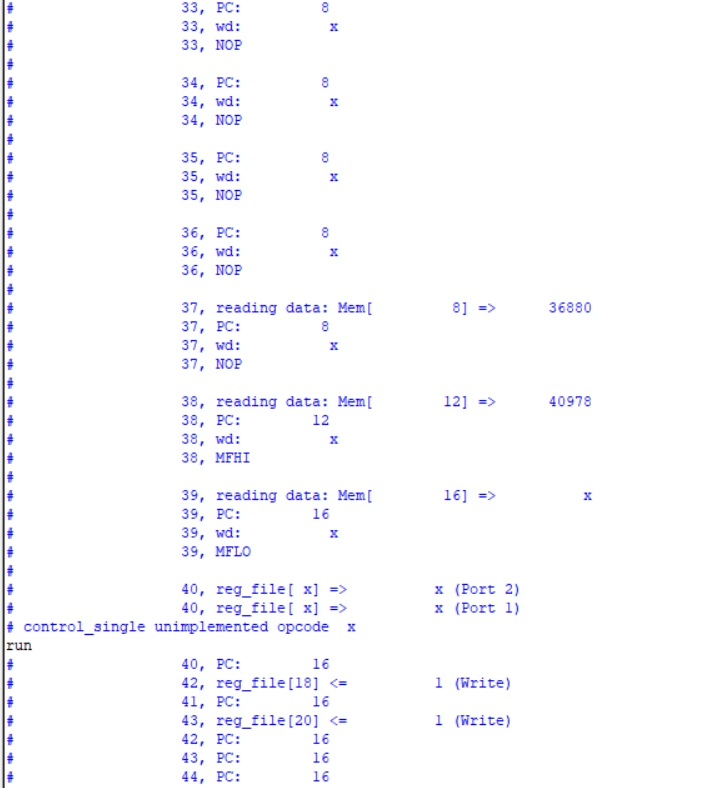 # 33, PC: 8
# 33, wd: x
# 33, NOP
#
# 34, PC: 8
# 34, wd: x
# 34, NOP
#
# 35, PC: 8
# 35, wd: x
# 35, NOP
#
# 36, PC: 8
# 36, wd: x
# 36, NOP
#
# 37, reading data: Mem[ 8] => 36880
# 37, PC: 8
# 37, wd: x
# 37, NOP
#
# 38, reading data: Mem[ 12] => 40978
# 38, PC: 12
# 38, wd: x
# 38, MFHI
#
# 39, reading data: Mem[ 16] => x
# 39, PC: 16
# 39, wd: x
# 39, MFLO
#
# 40, reg_file[ x] => x (Port 2)
# 40, reg_file[ x] => x (Port 1)
# control_single unimplemented opcode x
run
# 40, PC: 16
# 42, reg_file[18] <= 1 (Write)
# 41, PC: 16
# 43, reg_file[20] <= 1 (Write)
# 42, PC: 16
# 43, PC: 16
# 44, PC: 16